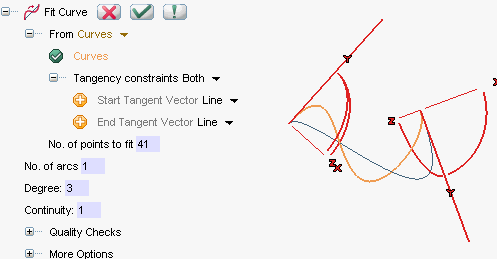 Fit Curve
From Curves
Curves
Tangency constraints Both
Start Tangent Vector Line
End Tangent Vector Line
No. of points to fit 41
No. of arcs 1
Degree: 3
Continuity: 1
Quality Checks
More Options
Y
Z
X
X
Z
Y